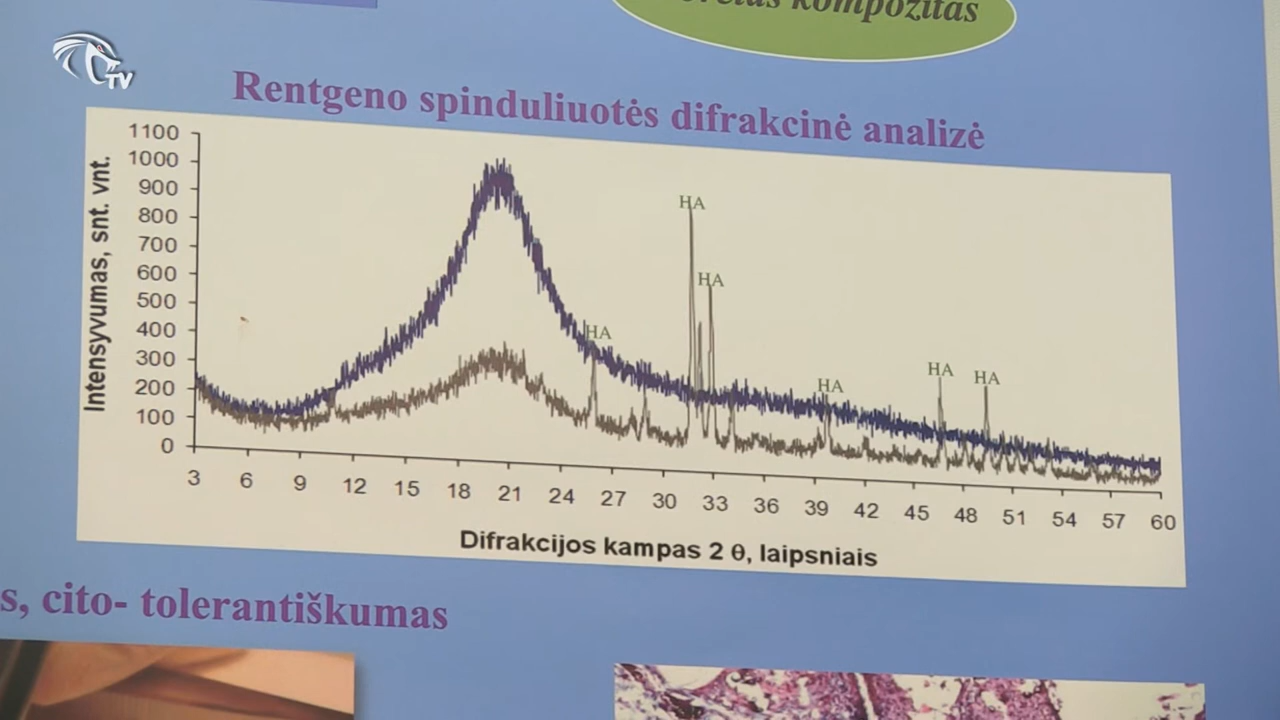 TV
kompozitas
Rentgeno spinduliuotės difrakcinė analizė
Intensyvumas, snt. vnt.
1100
1000
900
800
700
600
500
400
300
200
100
0
HA
HA
HA
HA
HA
HA
3 6 9 12 15 18 21 24 27 30 33 36 39 42 45 48 51 54 57 60
Difrakcijos kampas 2 θ, laipsniais
s, cito- tolerantiškumas